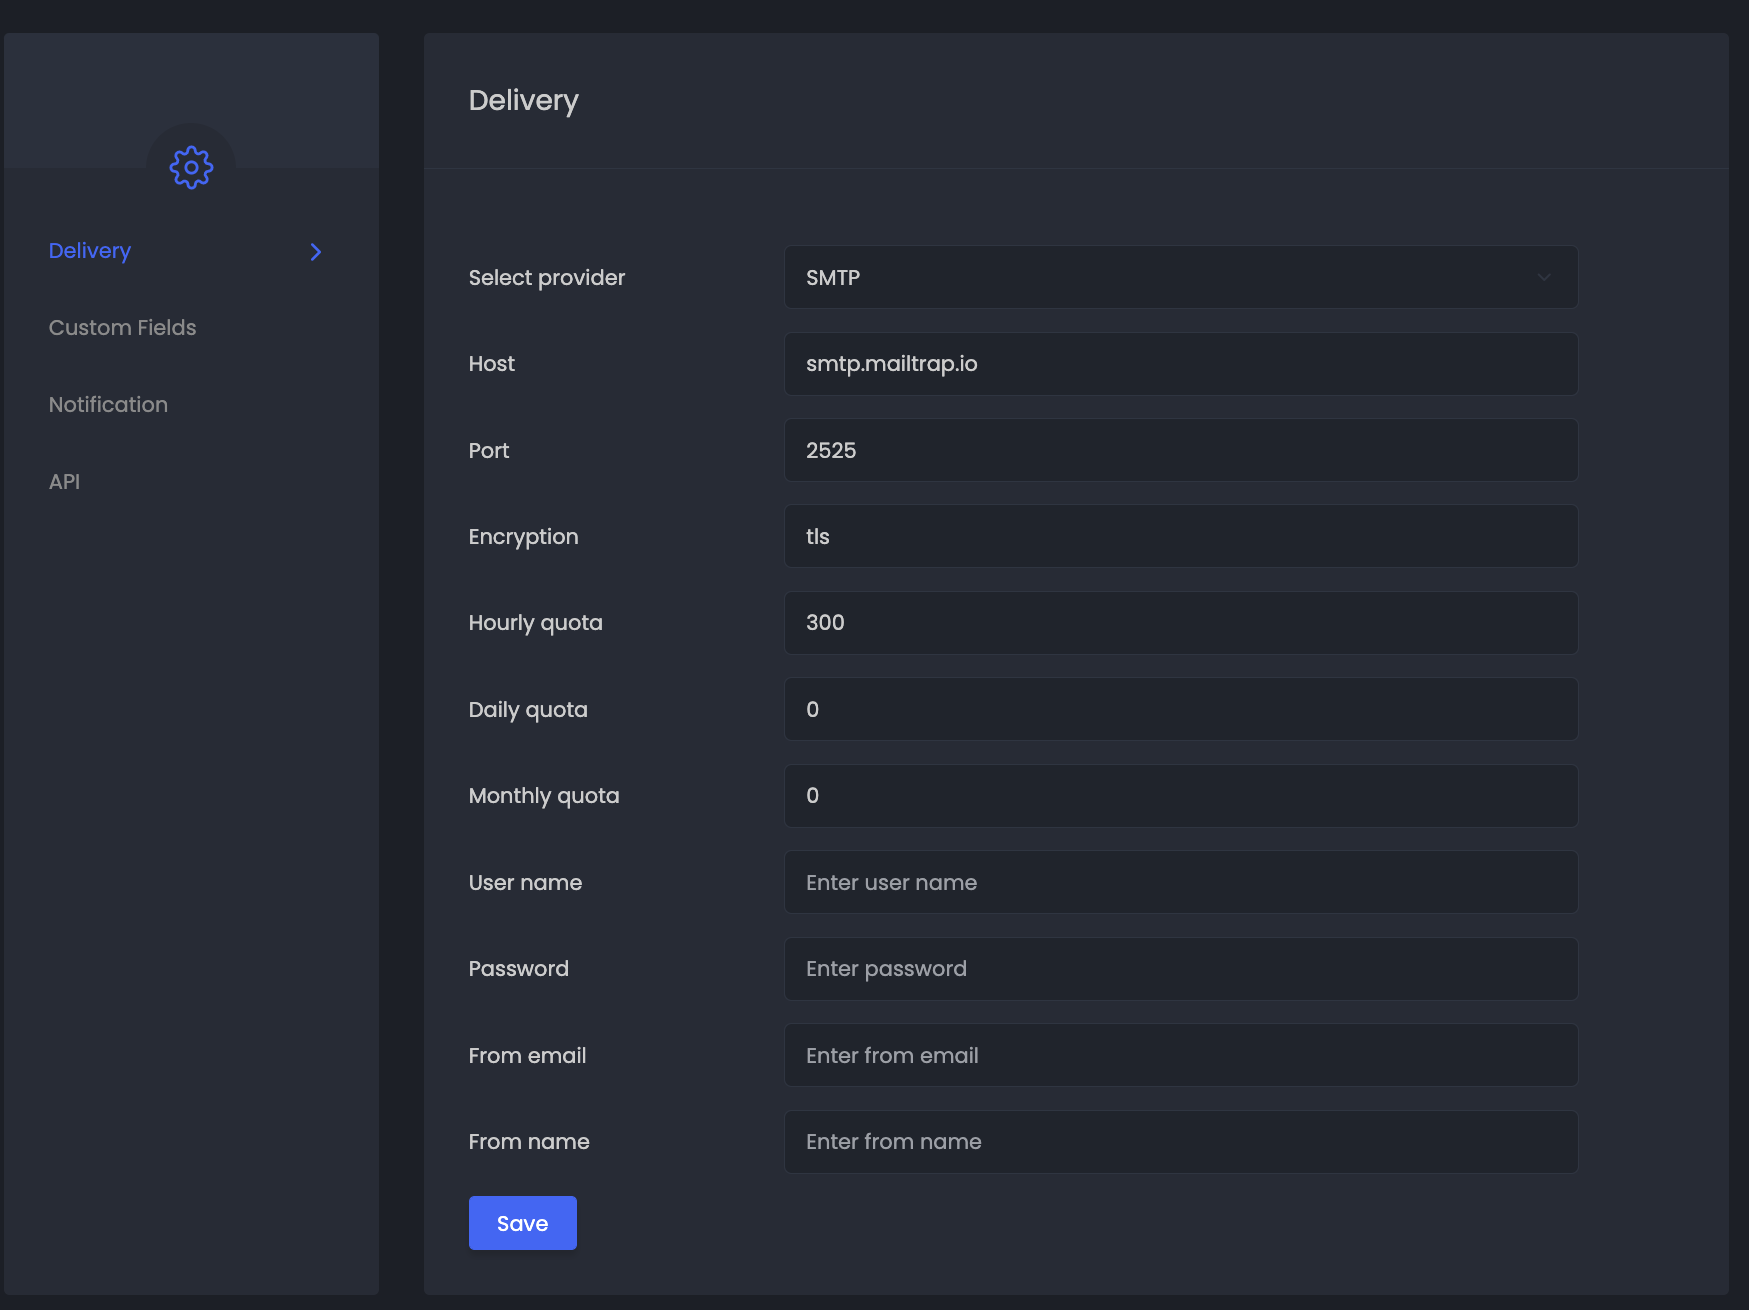 Delivery
Custom Fields
Notification
API
Delivery
Select provider
SMTP
Host
smtp.mailtrap.io
Port
2525
Encryption
tls
Hourly quota
300
Daily quota
0
Monthly quota
0
User name
Enter user name
Password
Enter password
From email
Enter from email
From name
Enter from name
Save